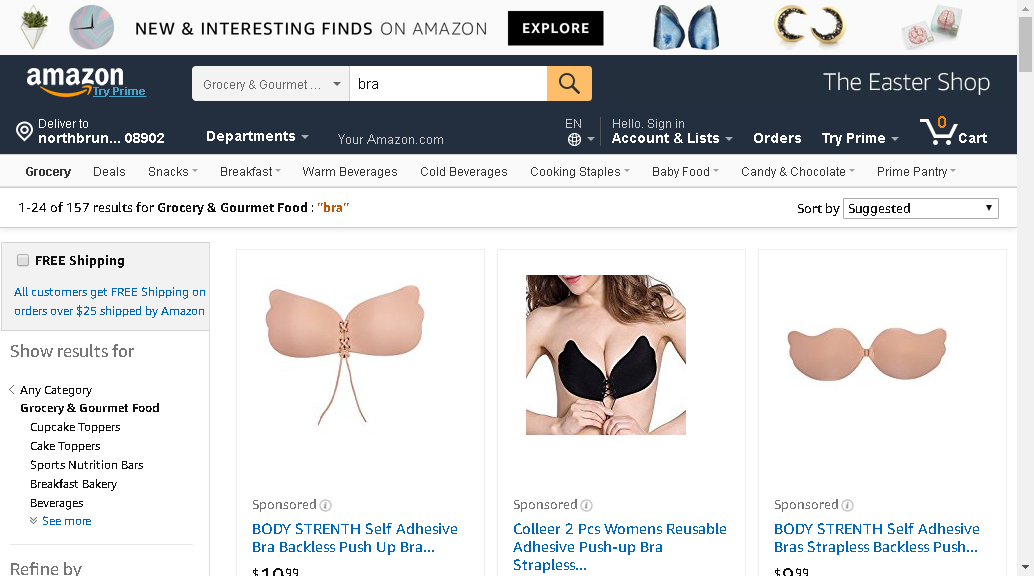 NEW & INTERESTING FINDS ON AMAZON EXPLORE
amazon
Try Prime
Grocery & Gourmet ...
bra
The Easter Shop
Deliver to
northbrun... 08902
Departments
Your Amazon.com
EN
Hello. Sign in
Account & Lists
Orders
Try Prime
0
Cart
Grocery Deals Snacks Breakfast Warm Beverages Cold Beverages Cooking Staples Baby Food Candy & Chocolate Prime Pantry
1-24 of 157 results for Grocery & Gourmet Food : "bra"
Sort by Suggested
FREE Shipping
All customers get FREE Shipping on
orders over $25 shipped by Amazon
Show results for
Any Category
Grocery & Gourmet Food
Cupcake Toppers
Cake Toppers
Sports Nutrition Bars
Breakfast Bakery
Beverages
See more
Refine by
Sponsored
BODY STRENTH Self Adhesive
Bra Backless Push Up Bra...
$10.99
Sponsored
Colleer 2 Pcs Womens Reusable
Adhesive Push-up Bra
Strapless...
Sponsored
BODY STRENTH Self Adhesive
Bras Strapless Backless Push...
$9.99